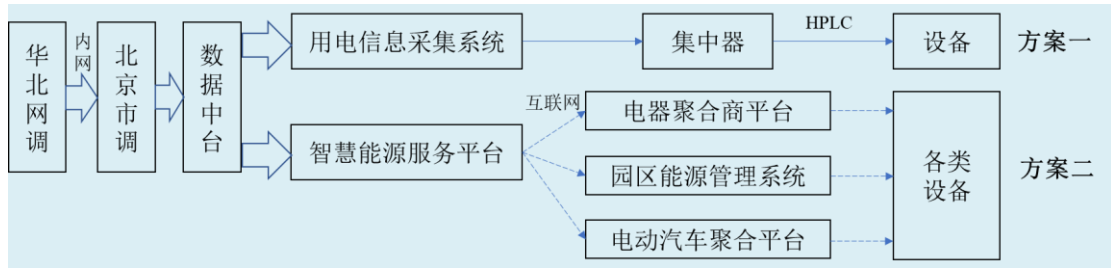 华北网调
内网
北京市调
数据中台
用电信息采集系统
集中器
HPLC
设备
方案一
智慧能源服务平台
互联网
电器聚合商平台
园区能源管理系统
电动汽车聚合平台
各类
设备
方案二